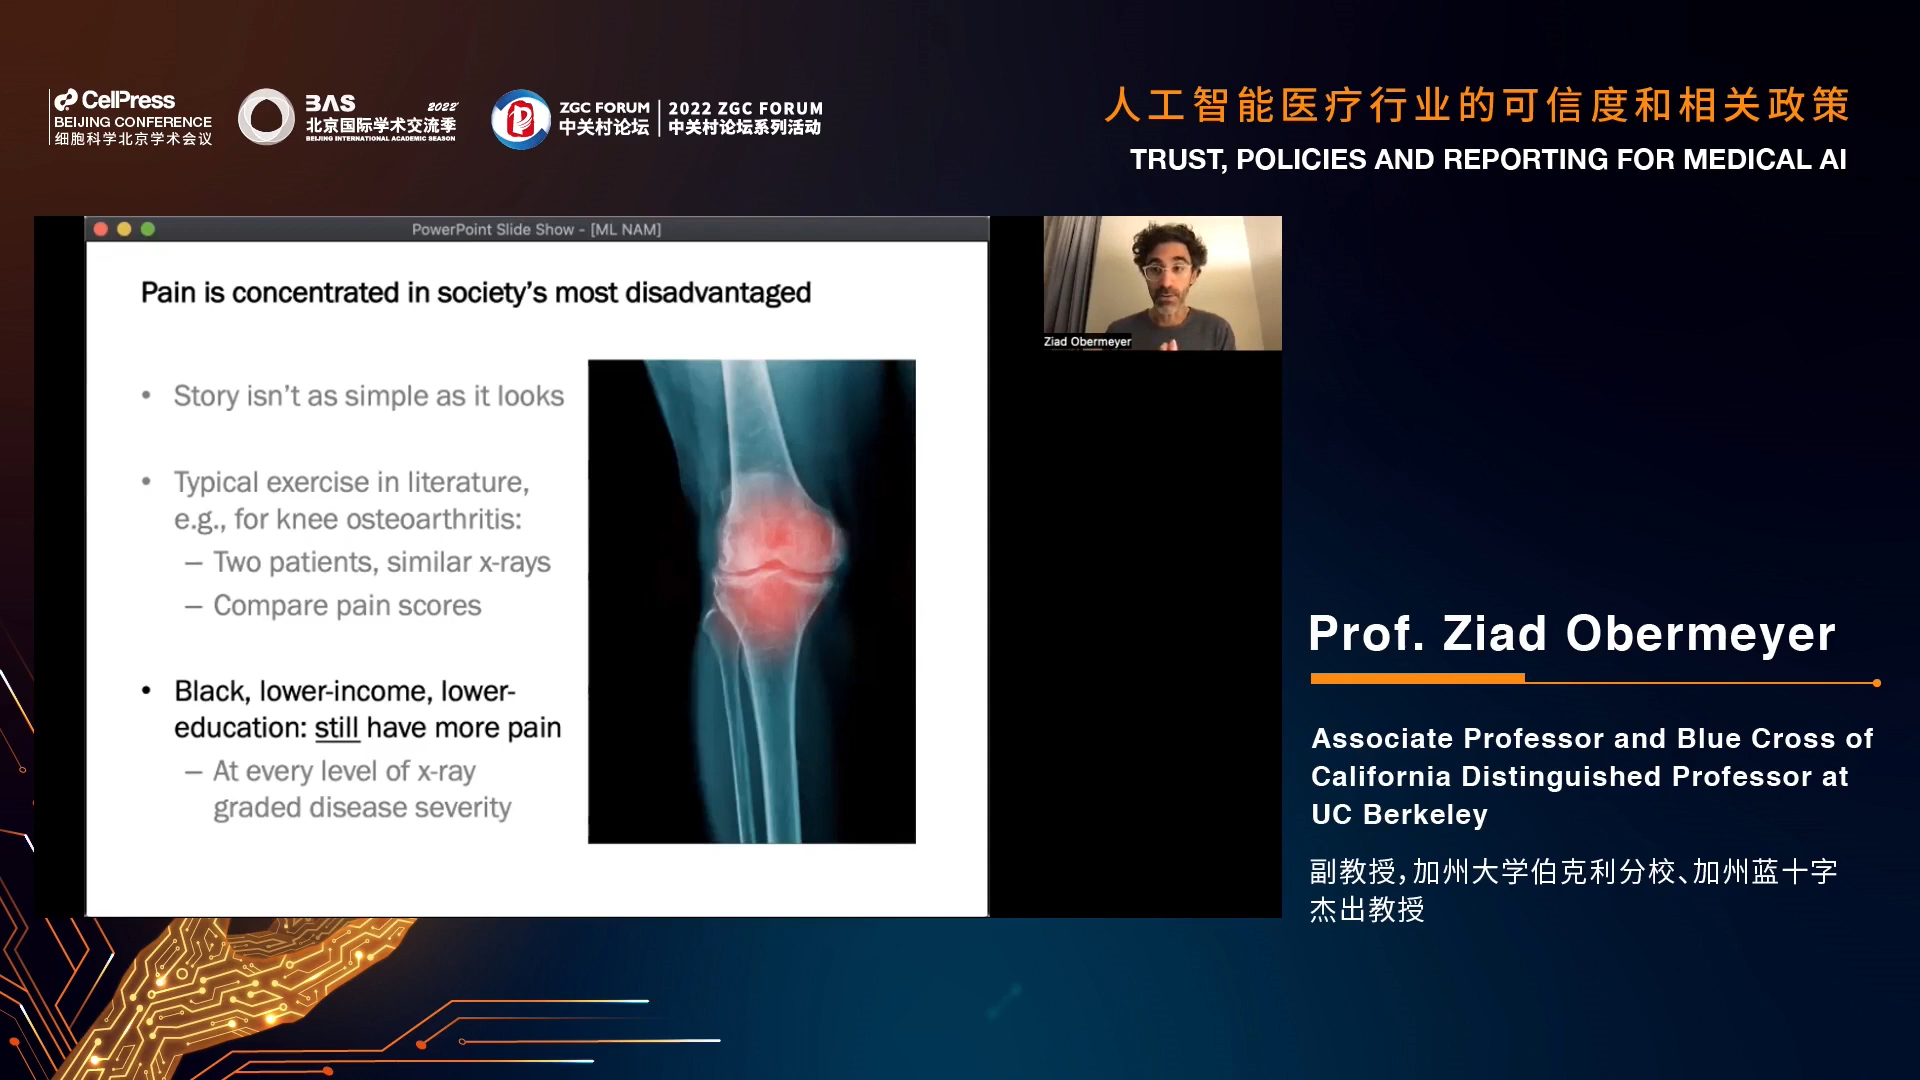 CellPress
BEIJING CONFERENCE
细胞科学北京学术会议
BAS 2022
北京国际学术交流季
BEIJING INTERNATIONAL ACADEMIC SEASON
ZGC FORUM
中关村论坛
2022 ZGC FORUM
中关村论坛系列活动
人工智能医疗行业的可信度和相关政策
TRUST, POLICIES AND REPORTING FOR MEDICAL AI
PowerPoint Slide Show - [ML NAM]
Pain is concentrated in society’s most disadvantaged
• Story isn’t as simple as it looks
• Typical exercise in literature,
e.g., for knee osteoarthritis:
– Two patients, similar x-rays
– Compare pain scores
• Black, lower-income, lower-
education: still have more pain
– At every level of x-ray
graded disease severity
Ziad Obermeyer
Prof. Ziad Obermeyer
Associate Professor and Blue Cross of
California Distinguished Professor at
UC Berkeley
副教授，加州大学伯克利分校、加州蓝十字
杰出教授